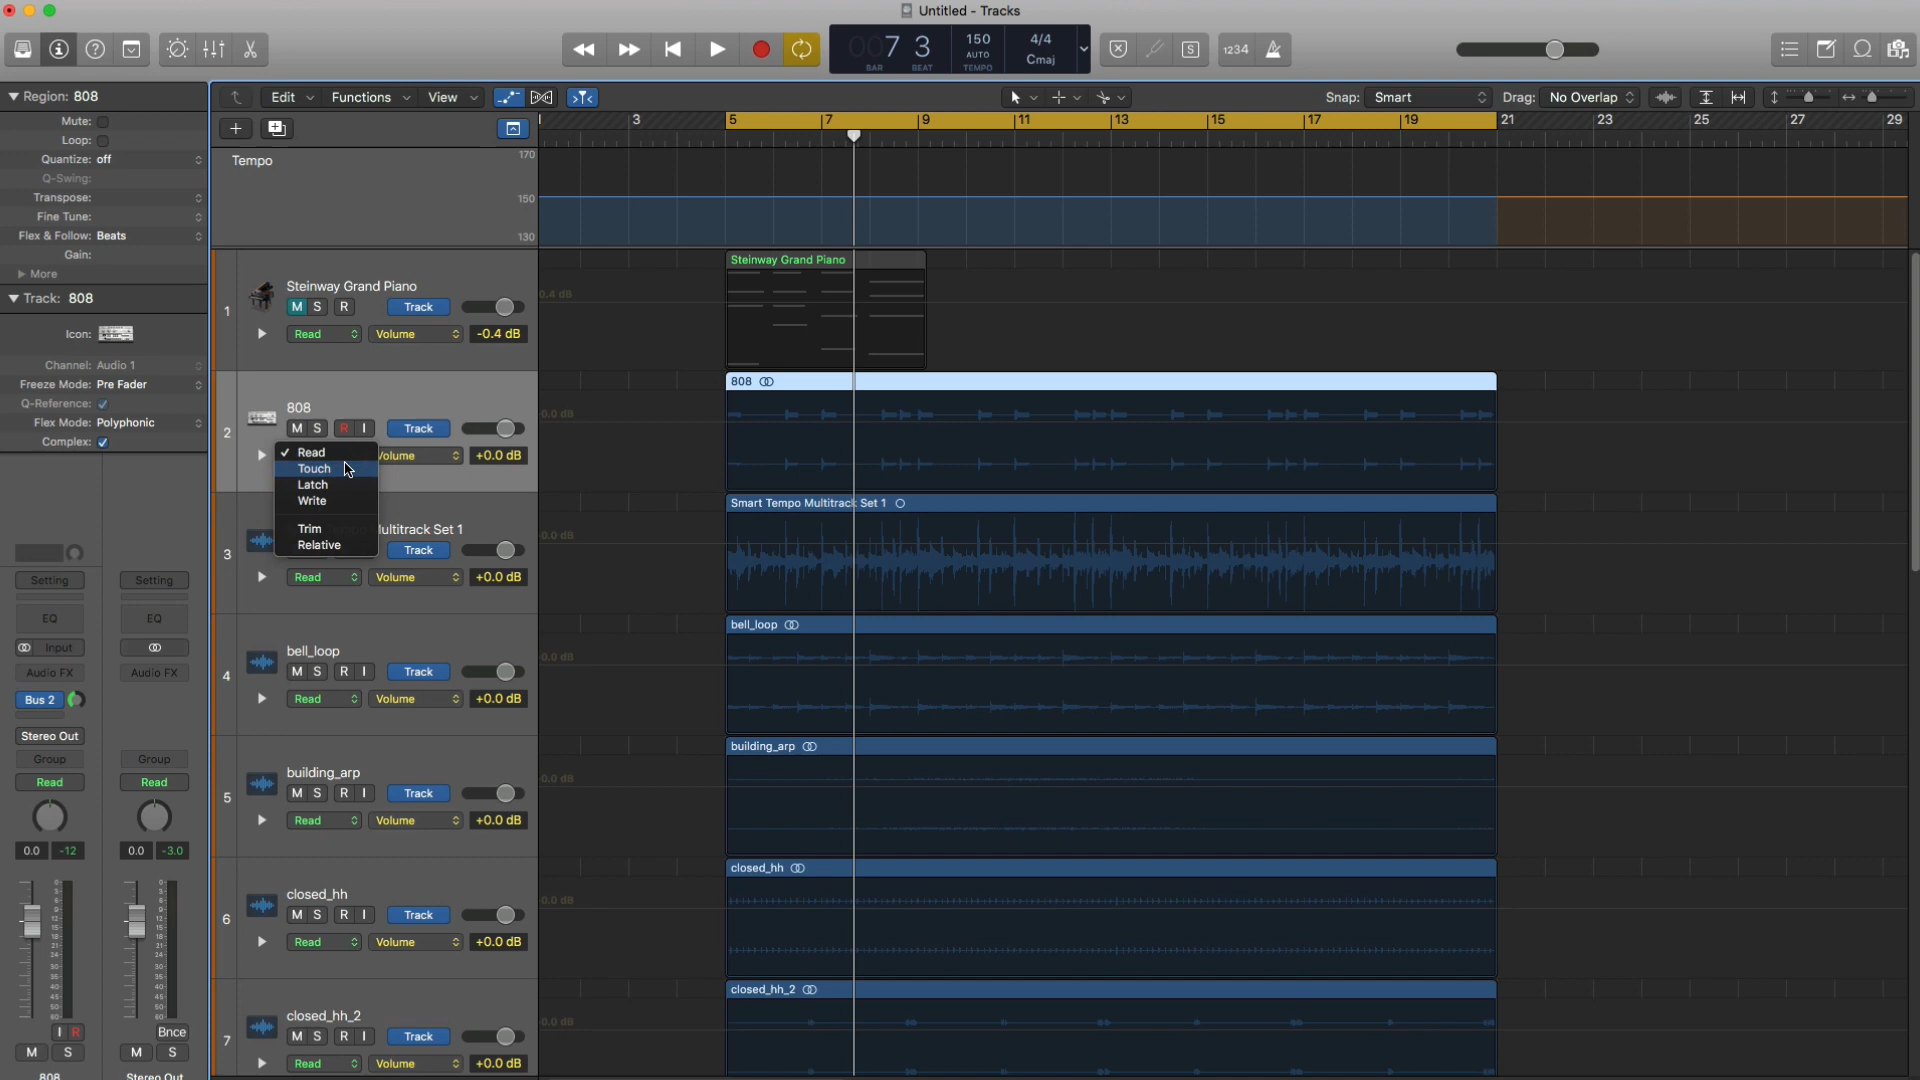 Untitled - Tracks
007 3
BAR BEAT
150
AUTO
TEMPO
4/4
Cmaj
S
1234
Region: 808
Mute:
Loop:
Quantize: off
Q-Swing:
Transpose:
Fine Tune:
Flex & Follow: Beats
Gain:
More
Track: 808
Icon:
Channel: Audio 1
Freeze Mode: Pre Fader
Q-Reference:
Flex Mode: Polyphonic
Complex:
Edit Functions View
Snap: Smart
Drag: No Overlap
3 5 7 9 11 13 15 17 19 21 23 25 27 29
Tempo
170
150
130
1
Steinway Grand Piano
M S R Track
Read Volume -0.4 dB
Steinway Grand Piano
2
808
M S R I Track
Volume +0.0 dB
808
Read
Touch
Latch
Write
Trim
Relative
3
ultitrack Set 1
Track
Read Volume +0.0 dB
Smart Tempo Multitrack Set 1
4
bell_loop
M S R I Track
Read Volume +0.0 dB
bell_loop
5
building_arp
M S R I Track
Read Volume +0.0 dB
building_arp
6
closed_hh
M S R I Track
Read Volume +0.0 dB
closed_hh
7
closed_hh_2
M S R I Track
Read Volume +0.0 dB
closed_hh_2
Setting Setting
EQ EQ
Input
Audio FX Audio FX
Bus 2
Stereo Out
Group Group
Read Read
0.0 -12 0.0 -3.0
I R Bnce
M S M S
808 Stereo Out